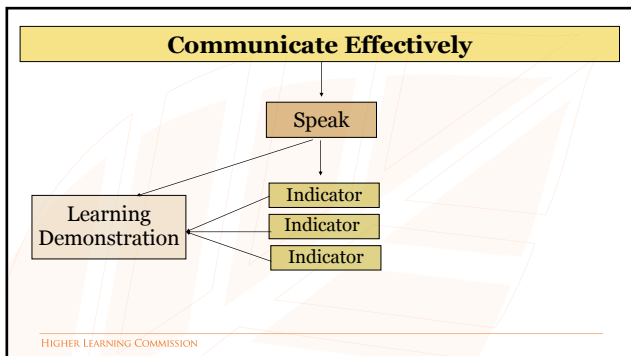 Communicate Effectively
Speak
Indicator
Learning
Demonstration
Indicator
Indicator
HIGHER LEARNING COMMISSION